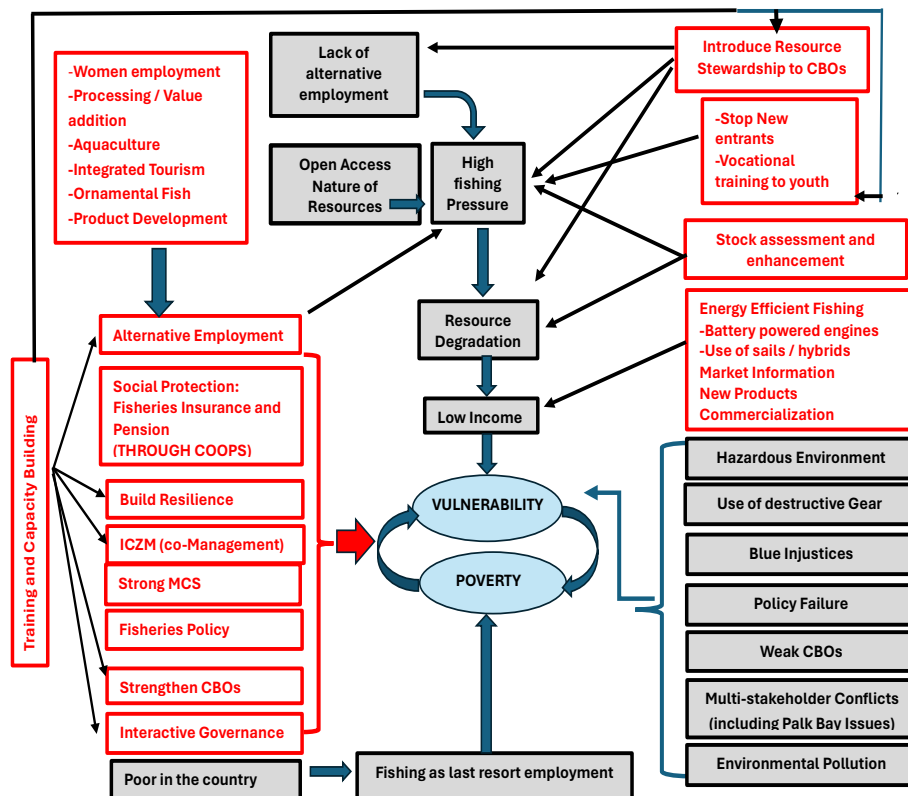 Lack of
alternative
employment
Introduce Resource
Stewardship to CBOs
-Women employment
-Processing / Value
addition
-Aquaculture
-Integrated Tourism
-Ornamental Fish
-Product Development
-Stop New
entrants
-Vocational
training to youth
Open Access
Nature of
Resources
High
fishing
Pressure
Stock assessment and
enhancement
Alternative Employment
Resource
Degradation
Energy Efficient Fishing
-Battery powered engines
-Use of sails / hybrids
Market Information
New Products
Commercialization
Training and Capacity Building
Social Protection:
Fisheries Insurance and
Pension
(THROUGH COOPS)
Low Income
Build Resilience
ICZM (co-Management)
Strong MCS
Fisheries Policy
Strengthen CBOs
Interactive Governance
VULNERABILITY
POVERTY
Hazardous Environment
Use of destructive Gear
Blue Injustices
Policy Failure
Weak CBOs
Multi-stakeholder Conflicts
(including Palk Bay Issues)
Environmental Pollution
Poor in the country
Fishing as last resort employment